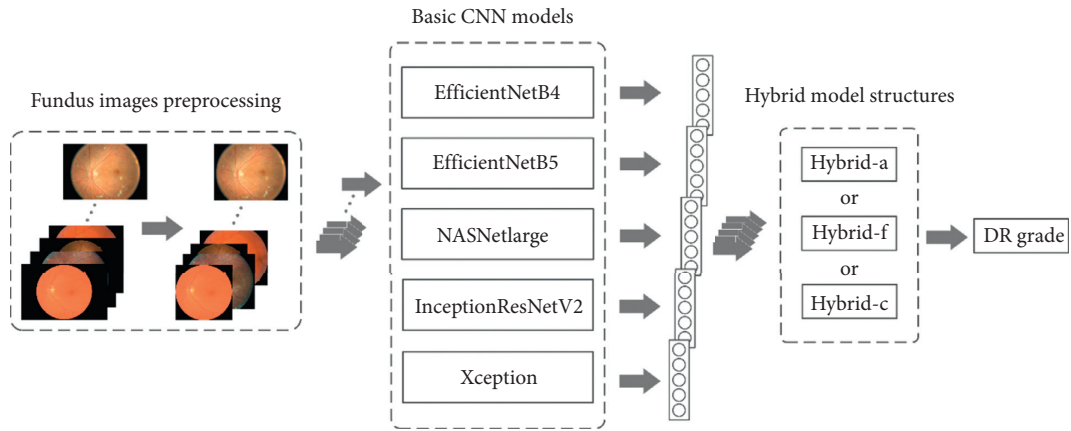 Fundus images preprocessing
Basic CNN models
EfficientNetB4
EfficientNetB5
NASNetlarge
InceptionResNetV2
Xception
Hybrid model structures
Hybrid-a
or
Hybrid-f
or
Hybrid-c
DR grade